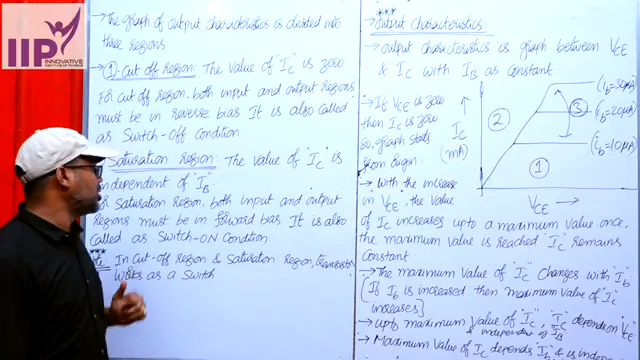 IIP
INNOVATIVE
INSTITUTE OF PHYSICS
→ The graph of output characteristics is divided into
three regions
→ ① Cut off Region: The value of "Ic" is zero
For cut off region, both input and output Regions
must be in reverse bias It is also called
as Switch-Off Condition.
Saturation Region: The value of "Ic" is
independent of "IB"
Saturation Region, both input and output
Regions must be in forward bias It is also
Called as Switch-ON Condition
In Cut-off Region & Saturation Region, transistor
works as a Switch
Output Characteristics:
→ output characteristics is graph between VCE
& Ic with IB as constant
→ If VCE is zero
then Ic is zero
so, graph starts
from origin.
→ With the increase
in VCE, the value
of Ic increases upto a maximum value once,
the maximum value is reached "Ic" remains
constant
→ The maximum value of "Ic" Changes with "Ib"
[If Ib is increased then maximum value of "Ic"
increases]
→ upto maximum value of "Ic", "Ic" depends on "VCE"
& independent of IB
→ Maximum Value of Ic depends "Ib" &
Ic
(mA)
②
③
①
(ib=30μA)
(ib=20μA)
(ib=10μA)
VCE →